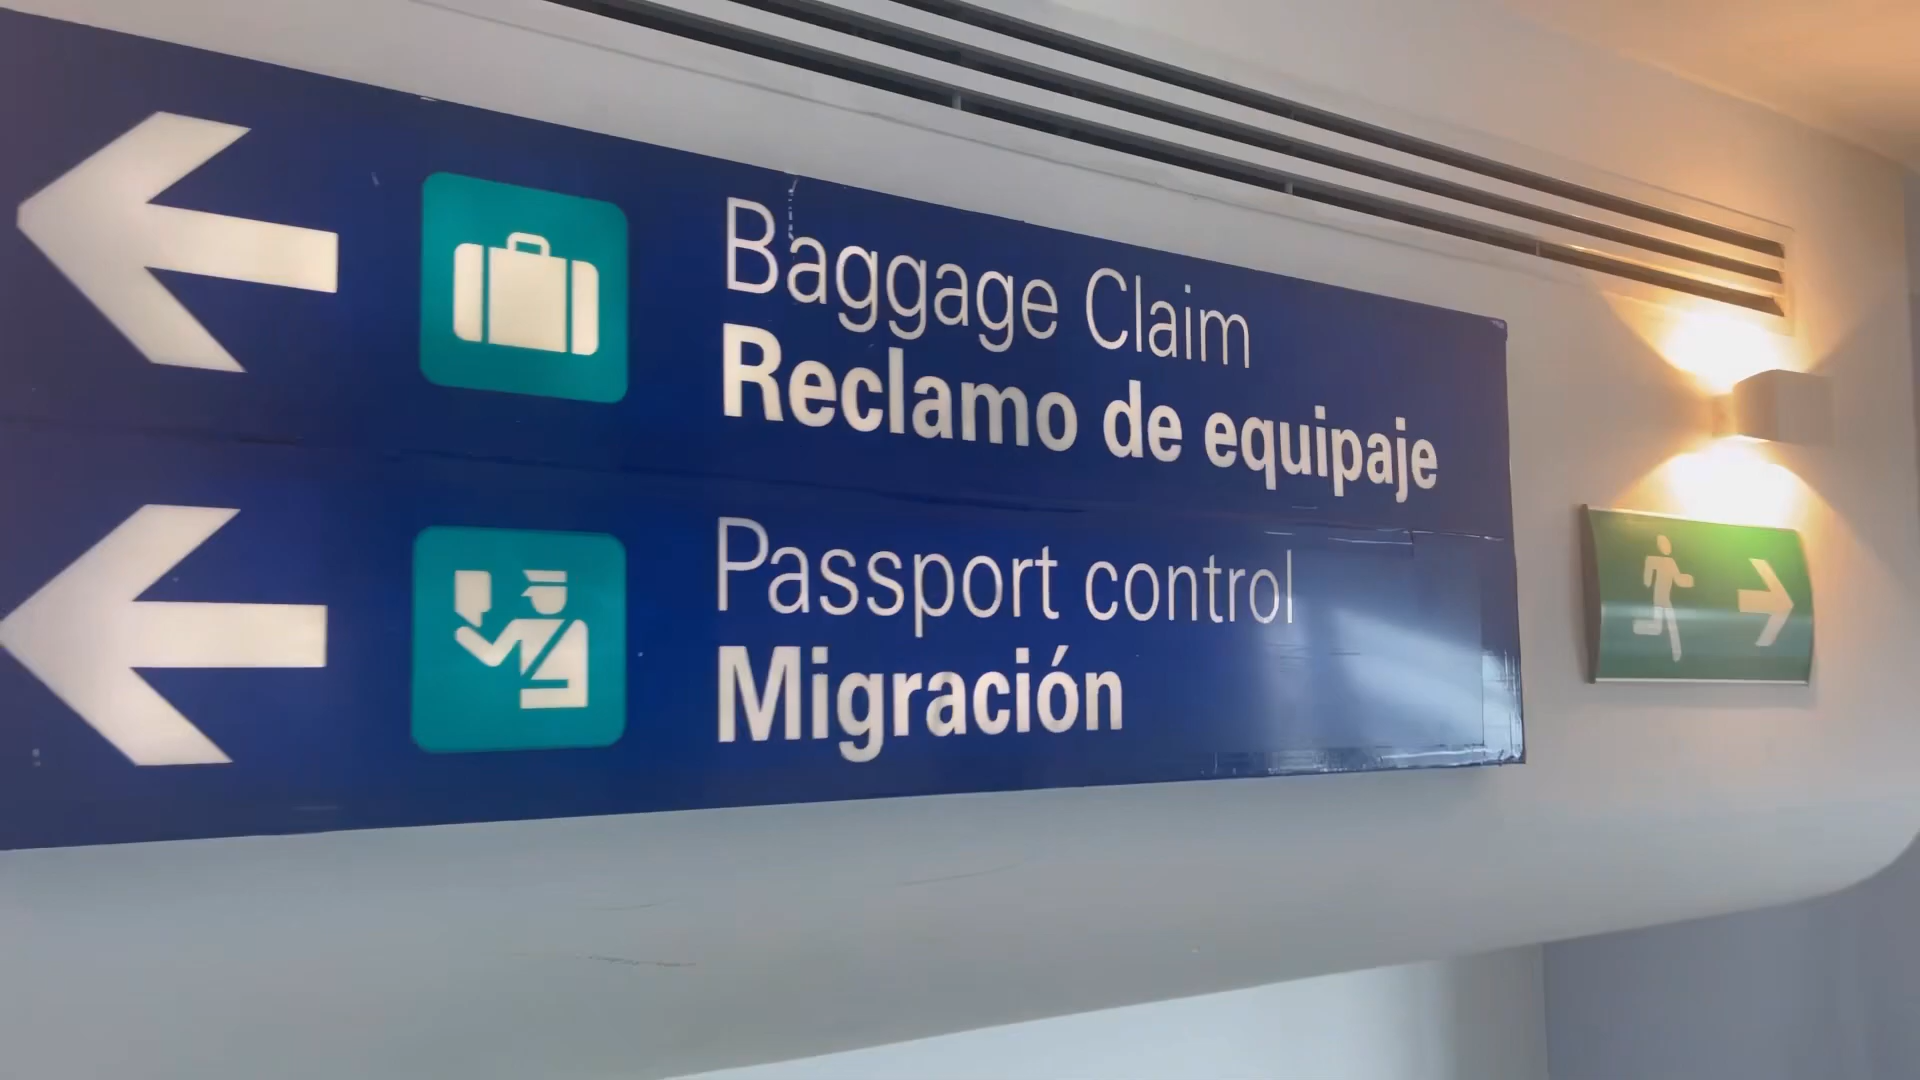 Baggage Claim
Reclamo de equipaje
Passport control
Migración